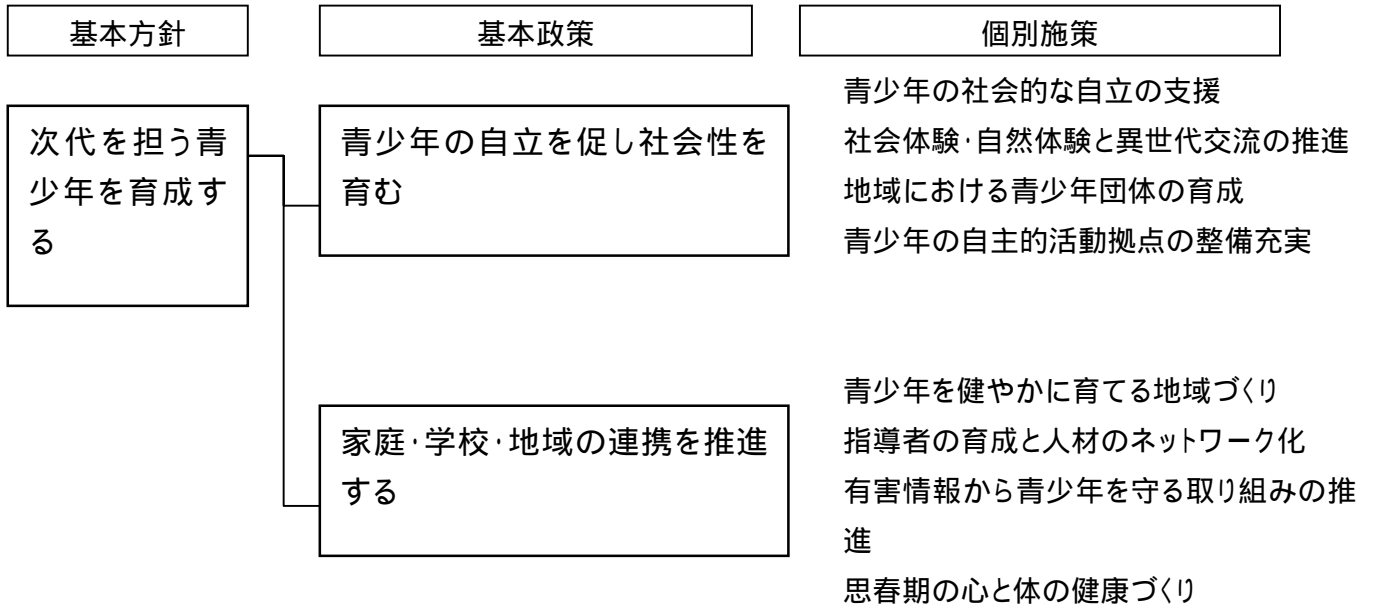 基本方針
基本政策
個別施策
次代を担う青
少年を育成す
る
青少年の自立を促し社会性を
育む
青少年の社会的な自立の支援
社会体験・自然体験と異世代交流の推進
地域における青少年団体の育成
青少年の自主的活動拠点の整備充実
家庭・学校・地域の連携を推進
する
青少年を健やかに育てる地域づくり
指導者の育成と人材のネットワーク化
有害情報から青少年を守る取り組みの推
進
思春期の心と体の健康づくり